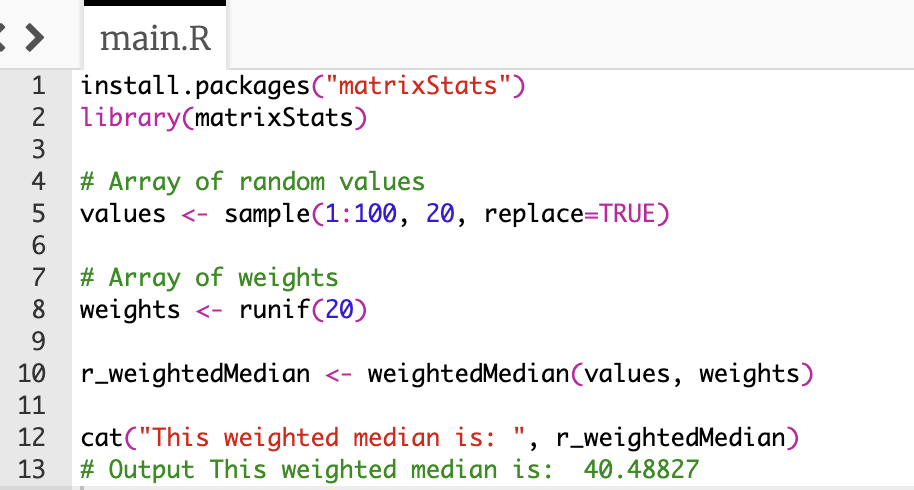 main.R
1 install.packages("matrixStats")
2 library(matrixStats)
3
4 # Array of random values
5 values <- sample(1:100, 20, replace=TRUE)
6
7 # Array of weights
8 weights <- runif(20)
9
10 r_weightedMedian <- weightedMedian(values, weights)
11
12 cat("This weighted median is: ", r_weightedMedian)
13 # Output This weighted median is:  40.48827